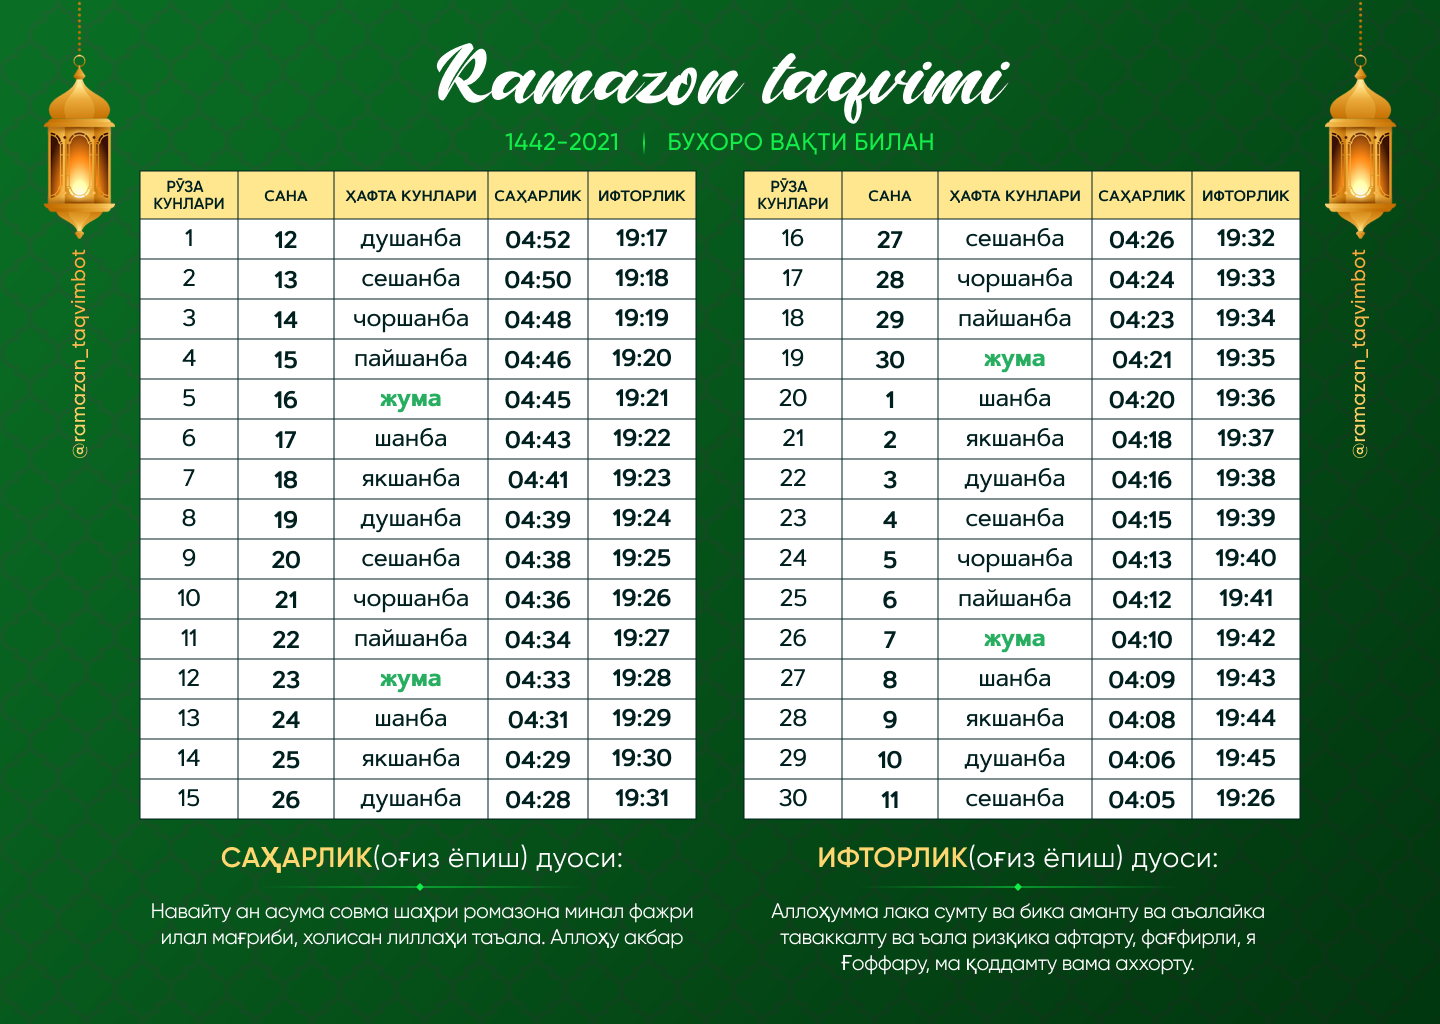 Ramazon taqvimi
1442-2021 | БУХОРО ВАҚТИ БИЛАН
@ramazan_taqvimbot
РЎЗА КУНЛАРИ САНА ҲАФТА КУНЛАРИ САҲАРЛИК ИФТОРЛИК
1 12 душанба 04:52 19:17
2 13 сешанба 04:50 19:18
3 14 чоршанба 04:48 19:19
4 15 пайшанба 04:46 19:20
5 16 жума 04:45 19:21
6 17 шанба 04:43 19:22
7 18 якшанба 04:41 19:23
8 19 душанба 04:39 19:24
9 20 сешанба 04:38 19:25
10 21 чоршанба 04:36 19:26
11 22 пайшанба 04:34 19:27
12 23 жума 04:33 19:28
13 24 шанба 04:31 19:29
14 25 якшанба 04:29 19:30
15 26 душанба 04:28 19:31
РЎЗА КУНЛАРИ САНА ҲАФТА КУНЛАРИ САҲАРЛИК ИФТОРЛИК
16 27 сешанба 04:26 19:32
17 28 чоршанба 04:24 19:33
18 29 пайшанба 04:23 19:34
19 30 жума 04:21 19:35
20 1 шанба 04:20 19:36
21 2 якшанба 04:18 19:37
22 3 душанба 04:16 19:38
23 4 сешанба 04:15 19:39
24 5 чоршанба 04:13 19:40
25 6 пайшанба 04:12 19:41
26 7 жума 04:10 19:42
27 8 шанба 04:09 19:43
28 9 якшанба 04:08 19:44
29 10 душанба 04:06 19:45
30 11 сешанба 04:05 19:26
@ramazan_taqvimbot
САҲАРЛИК(оғиз ёпиш) дуоси:
Навайту ан асума совма шаҳри ромазона минал фажри
илал мағриби, холисан лиллаҳи таъала. Аллоҳу акбар
ИФТОРЛИК(оғиз ёпиш) дуоси:
Аллоҳумма лака сумту ва бика аманту ва аъалайка
таваккалту ва ъала ризқика афтарту, фағфирли, я
Ғоффару, ма қоддамту вама аххорту.